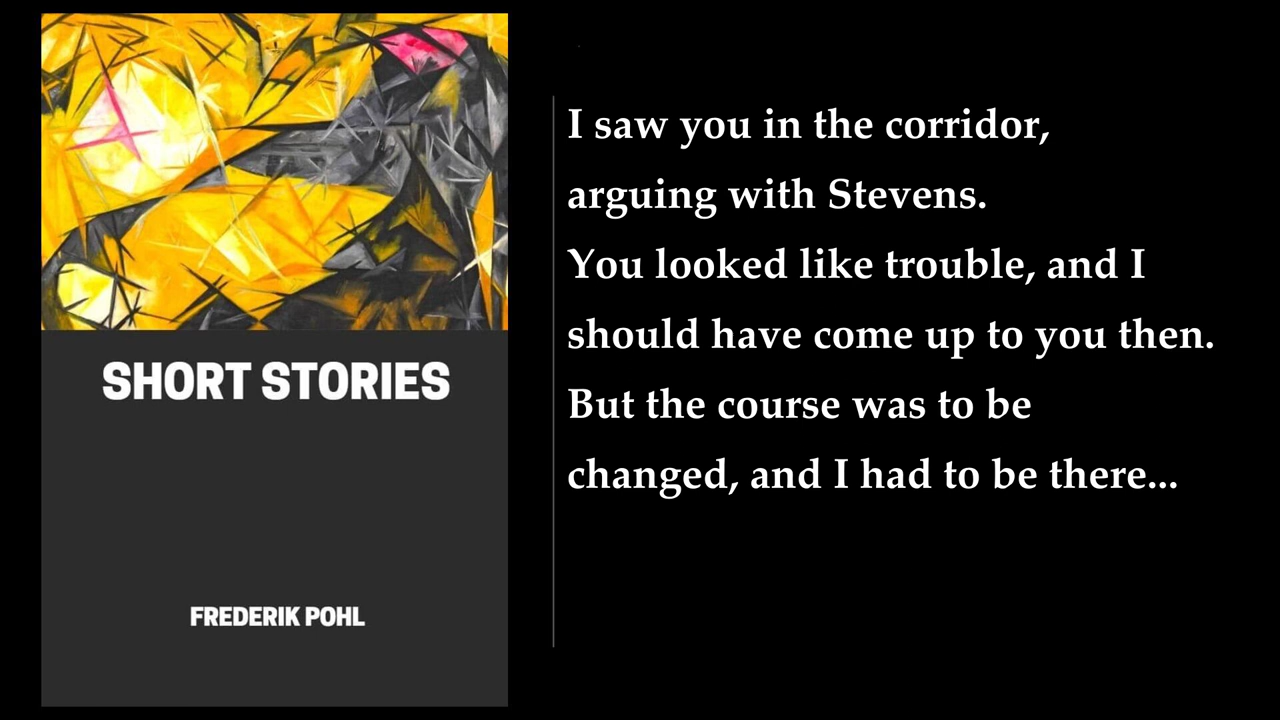 SHORT STORIES
FREDERIK POHL
I saw you in the corridor,
arguing with Stevens.
You looked like trouble, and I
should have come up to you then.
But the course was to be
changed, and I had to be there...